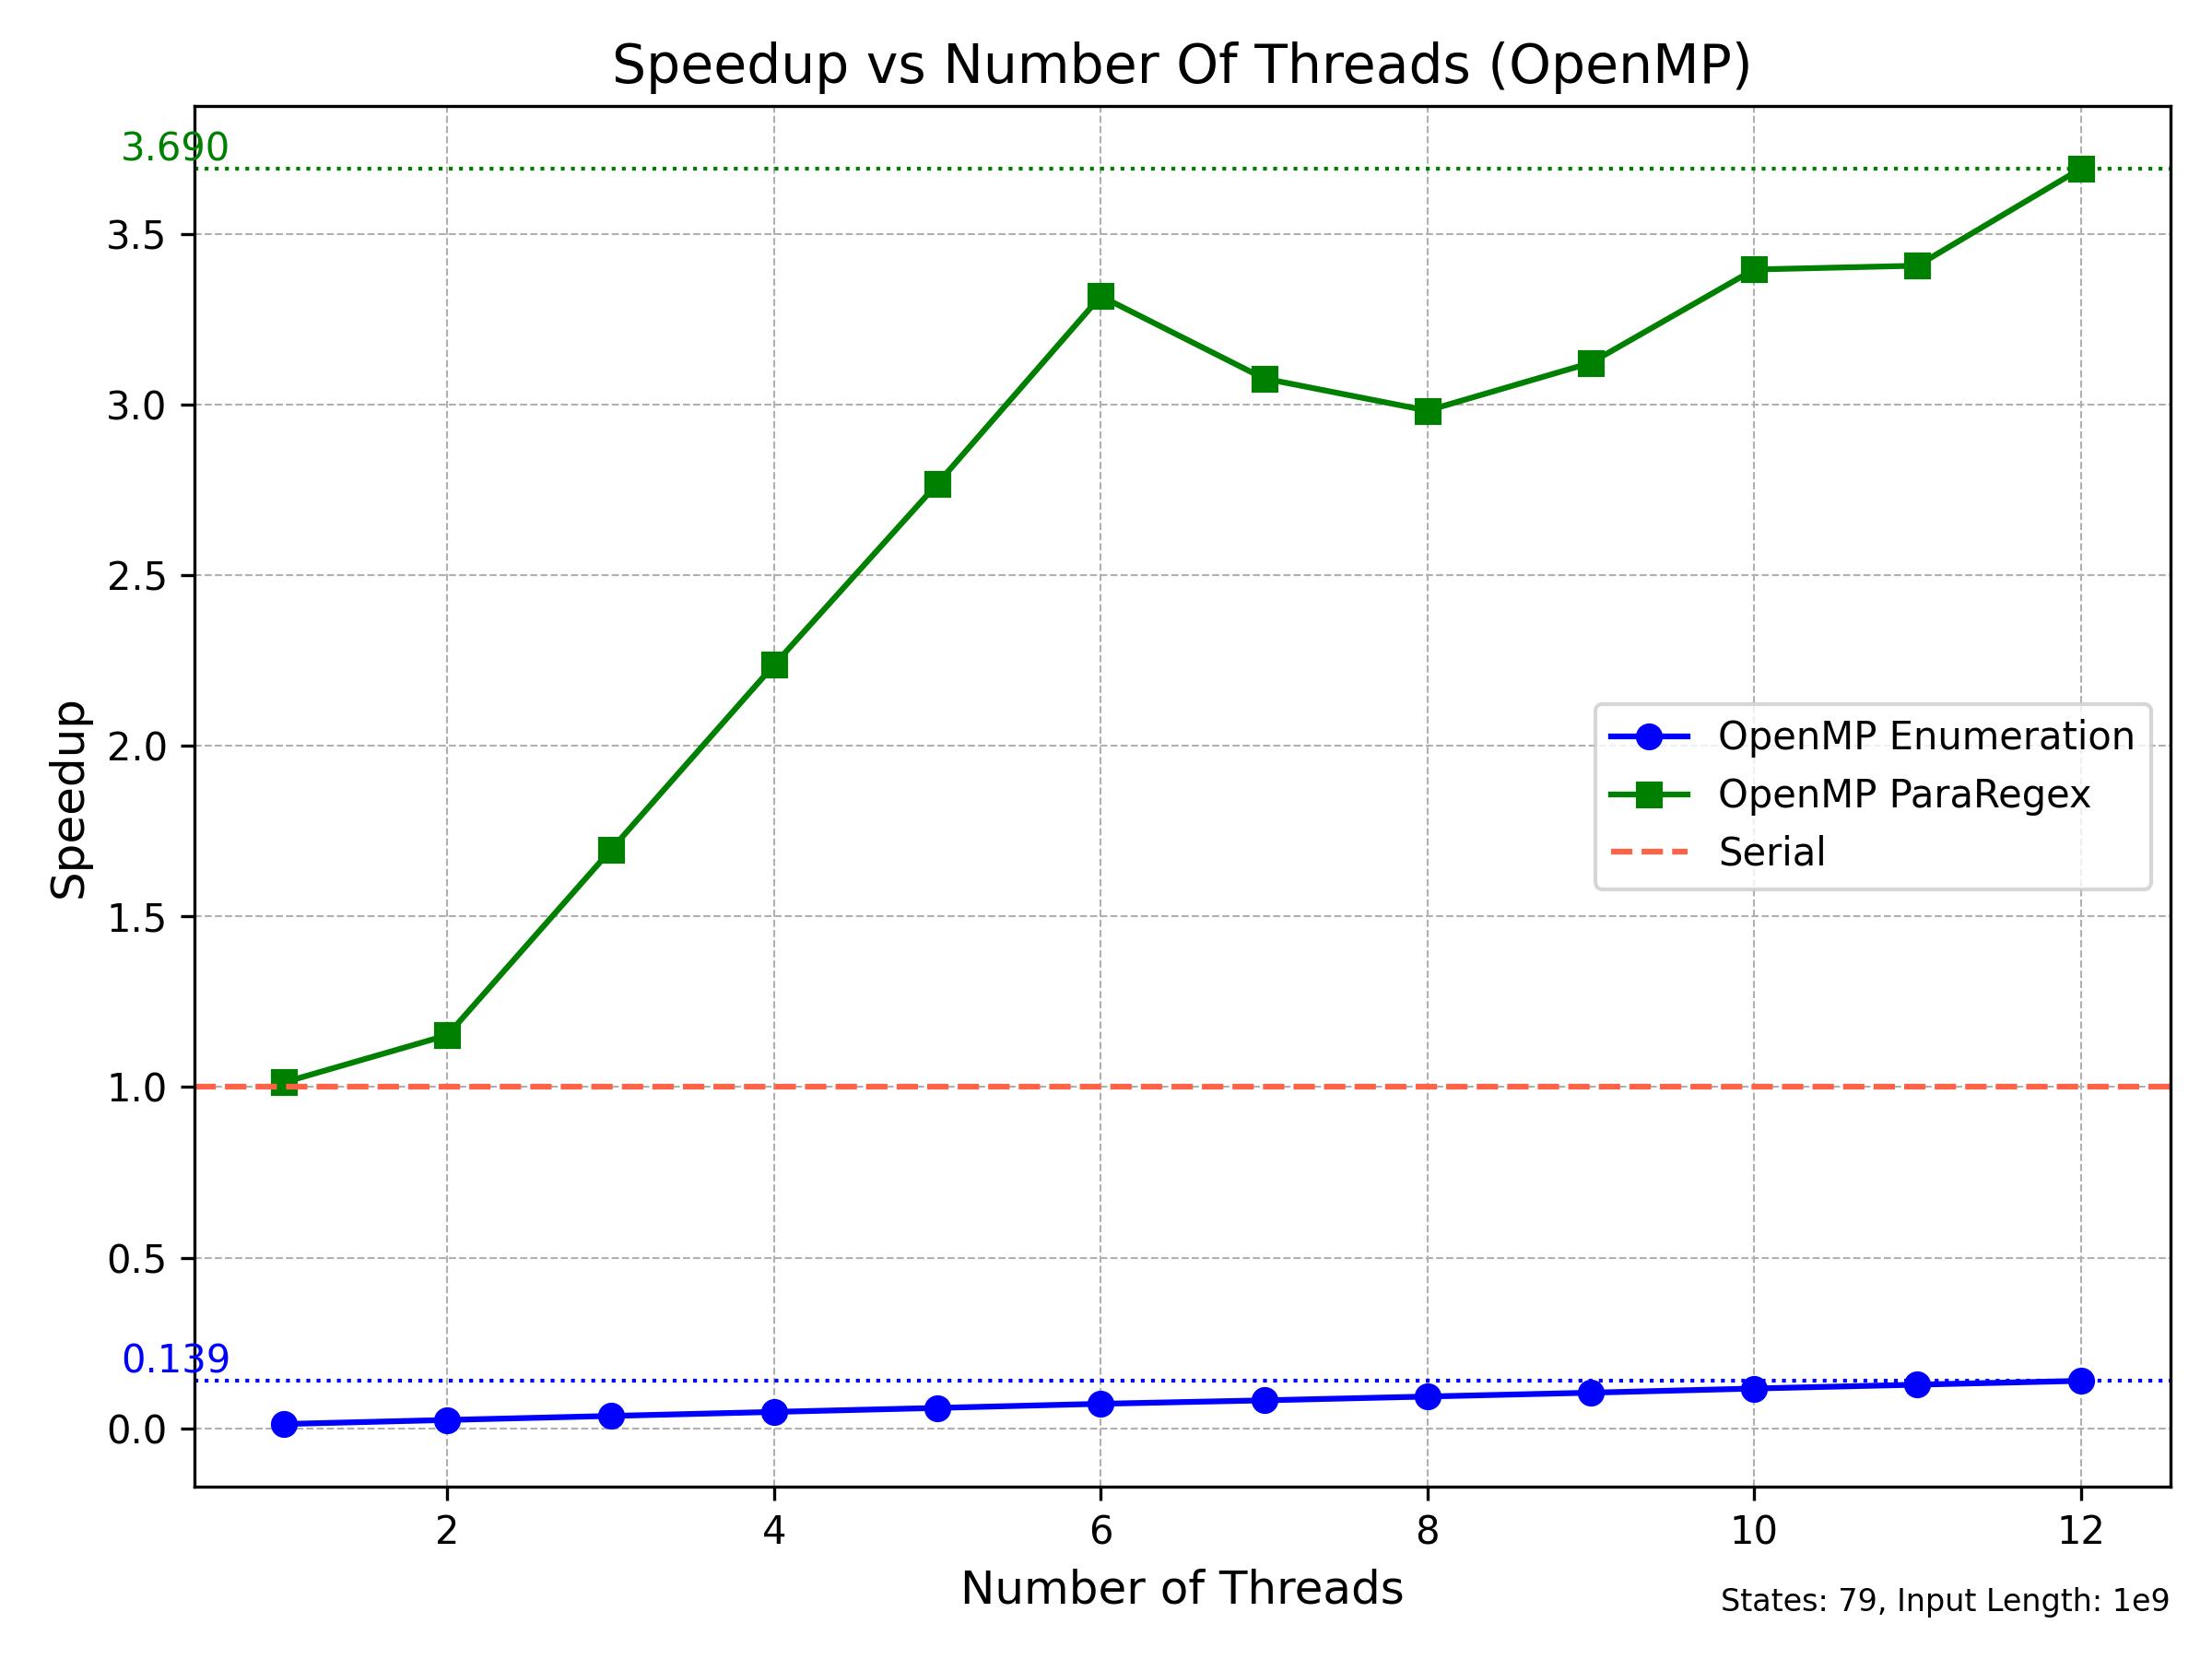 Speedup vs Number Of Threads (OpenMP)
3.690
3.5
3.0
2.5
2.0
1.5
1.0
0.5
0.139
0.0
Speedup
OpenMP Enumeration
OpenMP ParaRegex
Serial
2 4 6 8 10 12
Number of Threads
States: 79, Input Length: 1e9